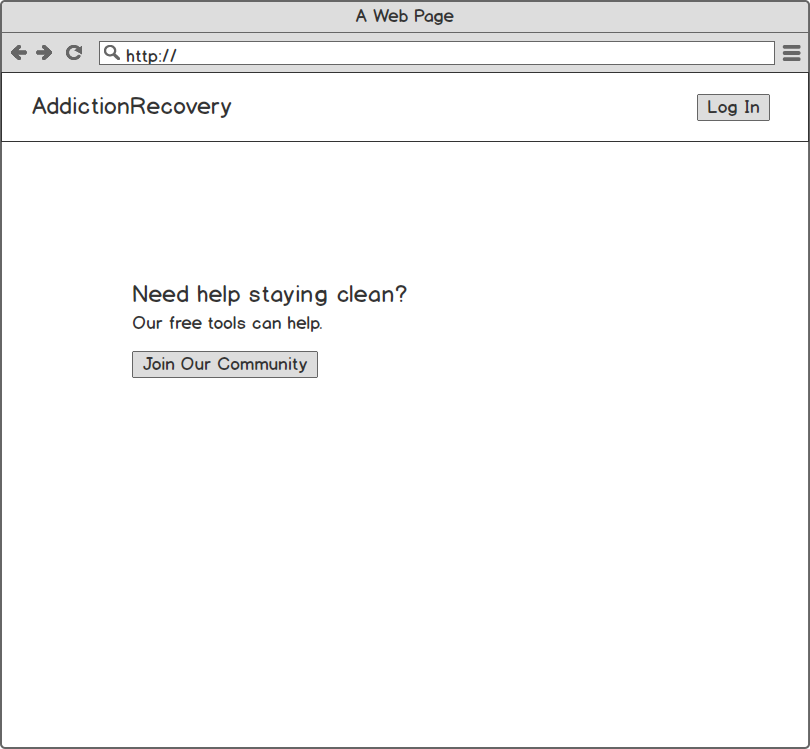 A Web Page
http://
AddictionRecovery
Log In
Need help staying clean?
Our free tools can help.
Join Our Community